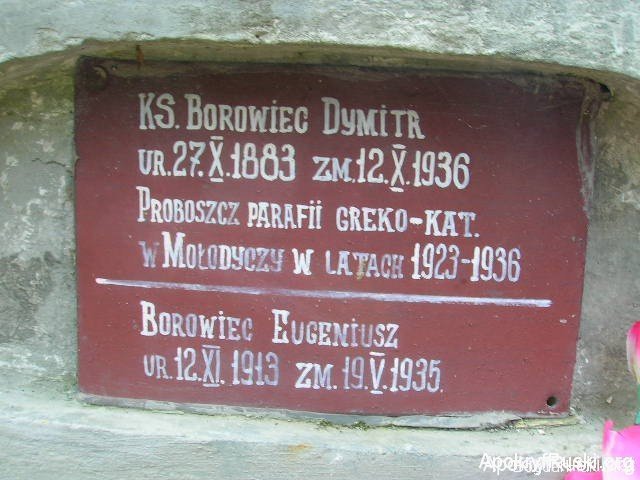 KS. BOROWIEC DYMITR
UR. 27.X.1883 ZM. 12.X.1936
PROBOSZCZ PARAFII GREKO-KAT.
W MOŁODYCZY W LATACH 1923-1936
BOROWIEC EUGENIUSZ
UR. 12.XI.1913 ZM. 19.V.1935.
ApokryfRuski.org